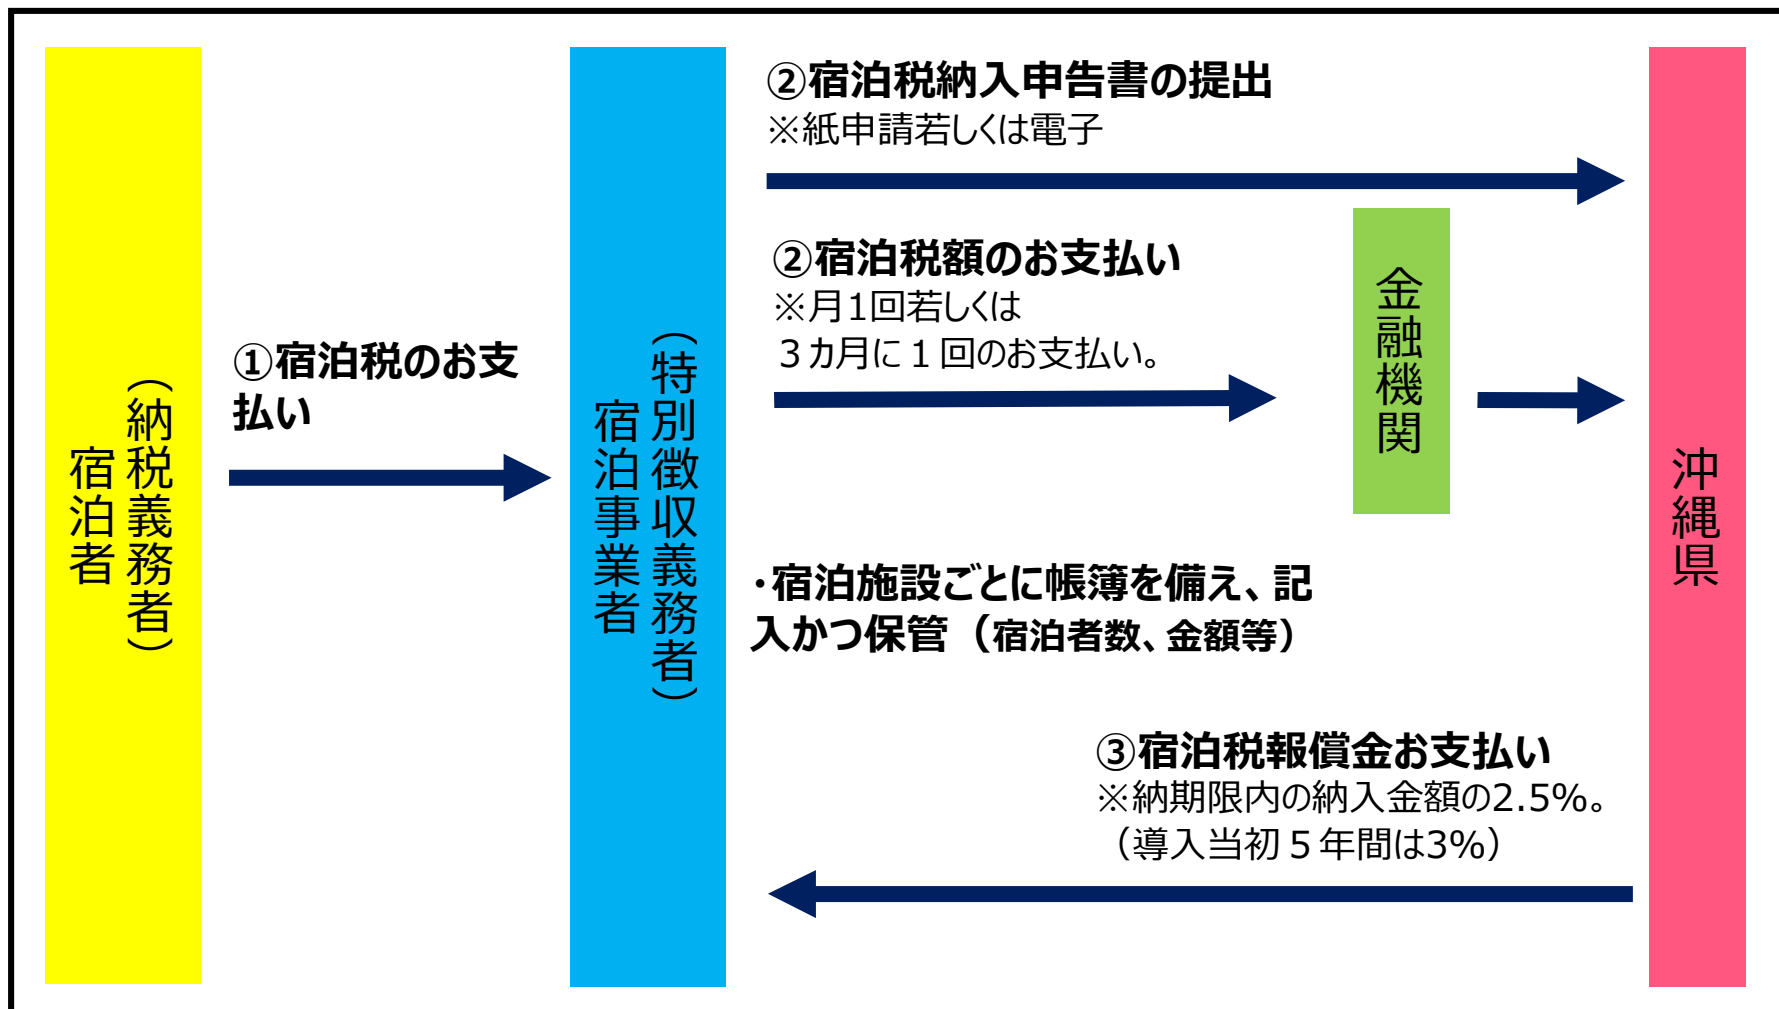 宿泊者
（納税義務者）
①宿泊税のお支
払い
宿泊事業者
（特別徴収義務者）
②宿泊税納入申告書の提出
※紙申請若しくは電子
②宿泊税額のお支払い
※月1回若しくは
３カ月に１回のお支払い。
金融機関
・宿泊施設ごとに帳簿を備え、記
入かつ保管（宿泊者数、金額等）
③宿泊税報償金お支払い
※納期限内の納入金額の2.5%。
（導入当初５年間は3%）
沖縄県